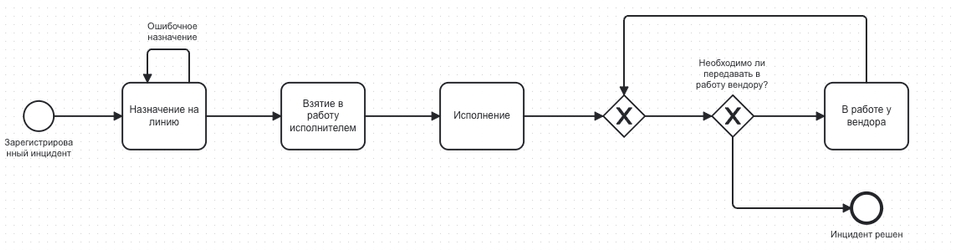 Ошибочное
назначение
Необходимо ли
передавать в
работу вендору?
Назначение на
линию
Взятие в
работу
исполнителем
Исполнение
В работе у
вендора
Зарегистрирова
нный инцидент
Инцидент решен